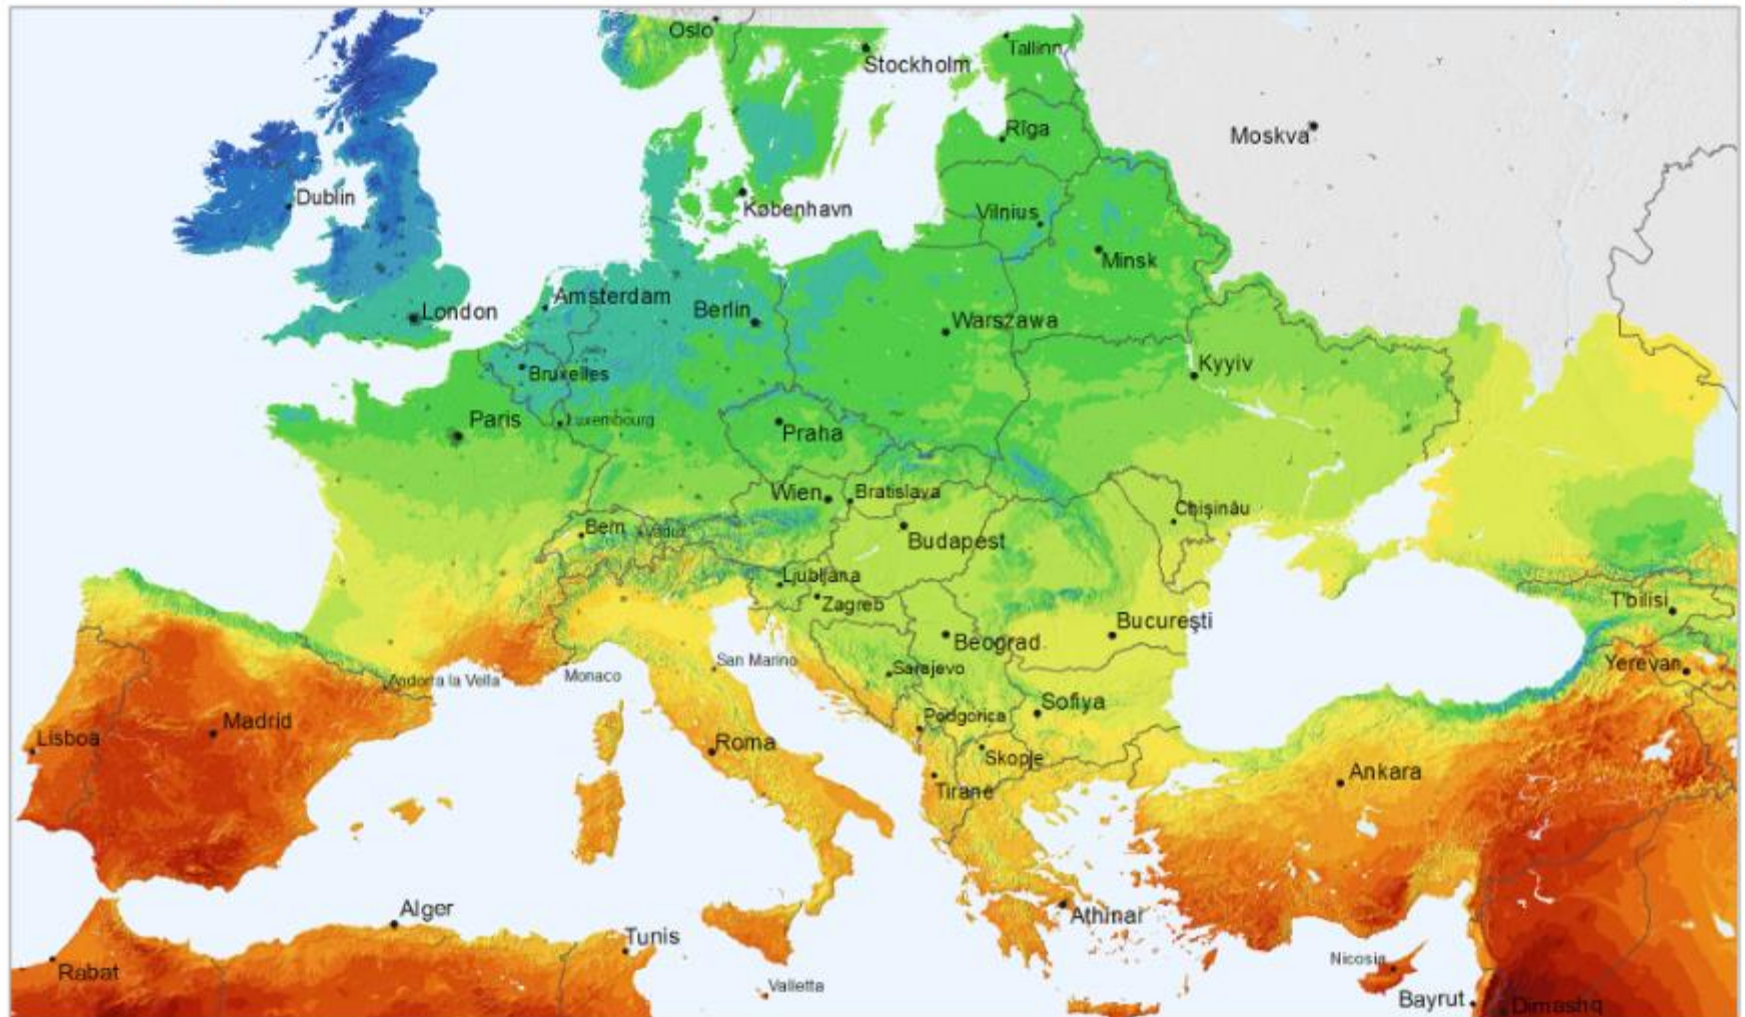 Oslo
Stockholm
Tallinn
Rīga
Moskva
Dublin
København
Vilnius
Minsk
London
Amsterdam
Berlin
Warszawa
Bruxelles
Kyyiv
Paris
Luxembourg
Praha
Wien
Bratislava
Chişinău
Bern
Vaduz
Budapest
Ljubljana
Zagreb
T'bilisi
Bucureşti
Beograd
San Marino
Sarajevo
Yerevan
Monaco
Andorra la Vella
Sofiya
Podgorica
Madrid
Lisboa
Roma
Skopje
Ankara
Tiranë
Alger
Athinai
Tunis
Nicosia
Rabat
Valletta
Bayrut
Dimashq